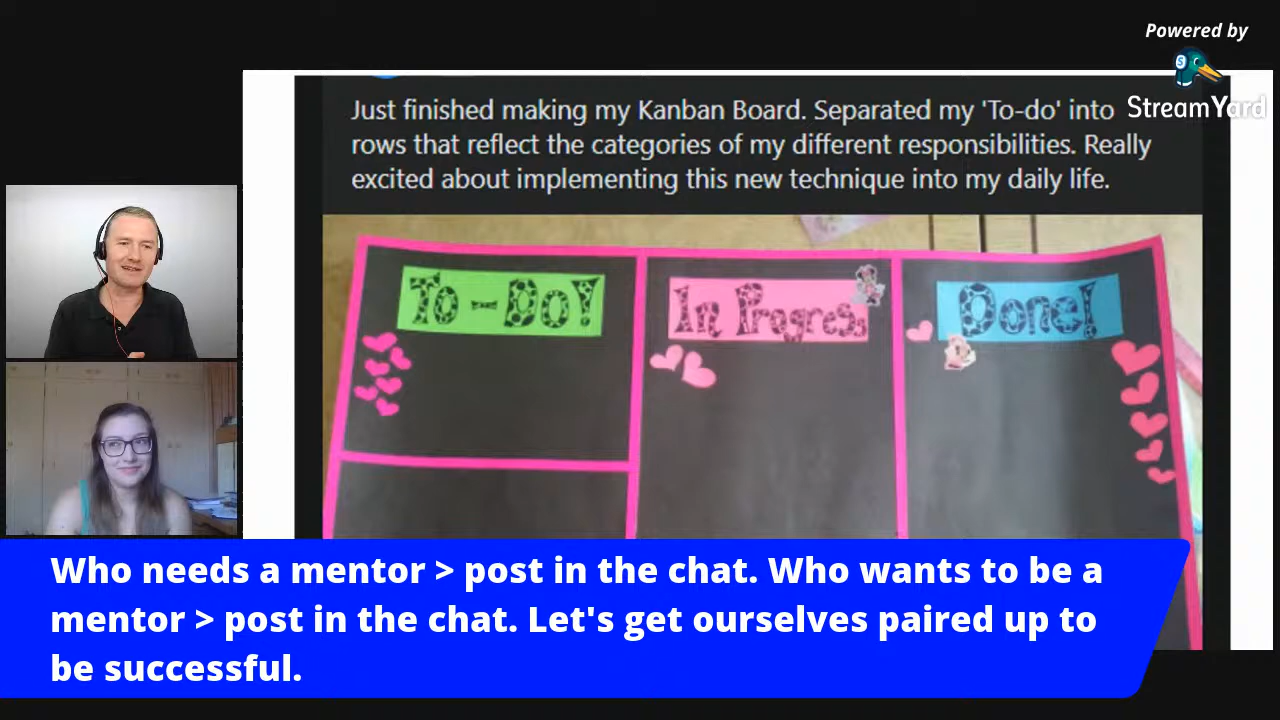 Powered by
StreamYard
Just finished making my Kanban Board. Separated my 'To-do' into
rows that reflect the categories of my different responsibilities. Really
excited about implementing this new technique into my daily life.
To-Do!
In Progress
Done!
Who needs a mentor > post in the chat. Who wants to be a
mentor > post in the chat. Let's get ourselves paired up to
be successful.